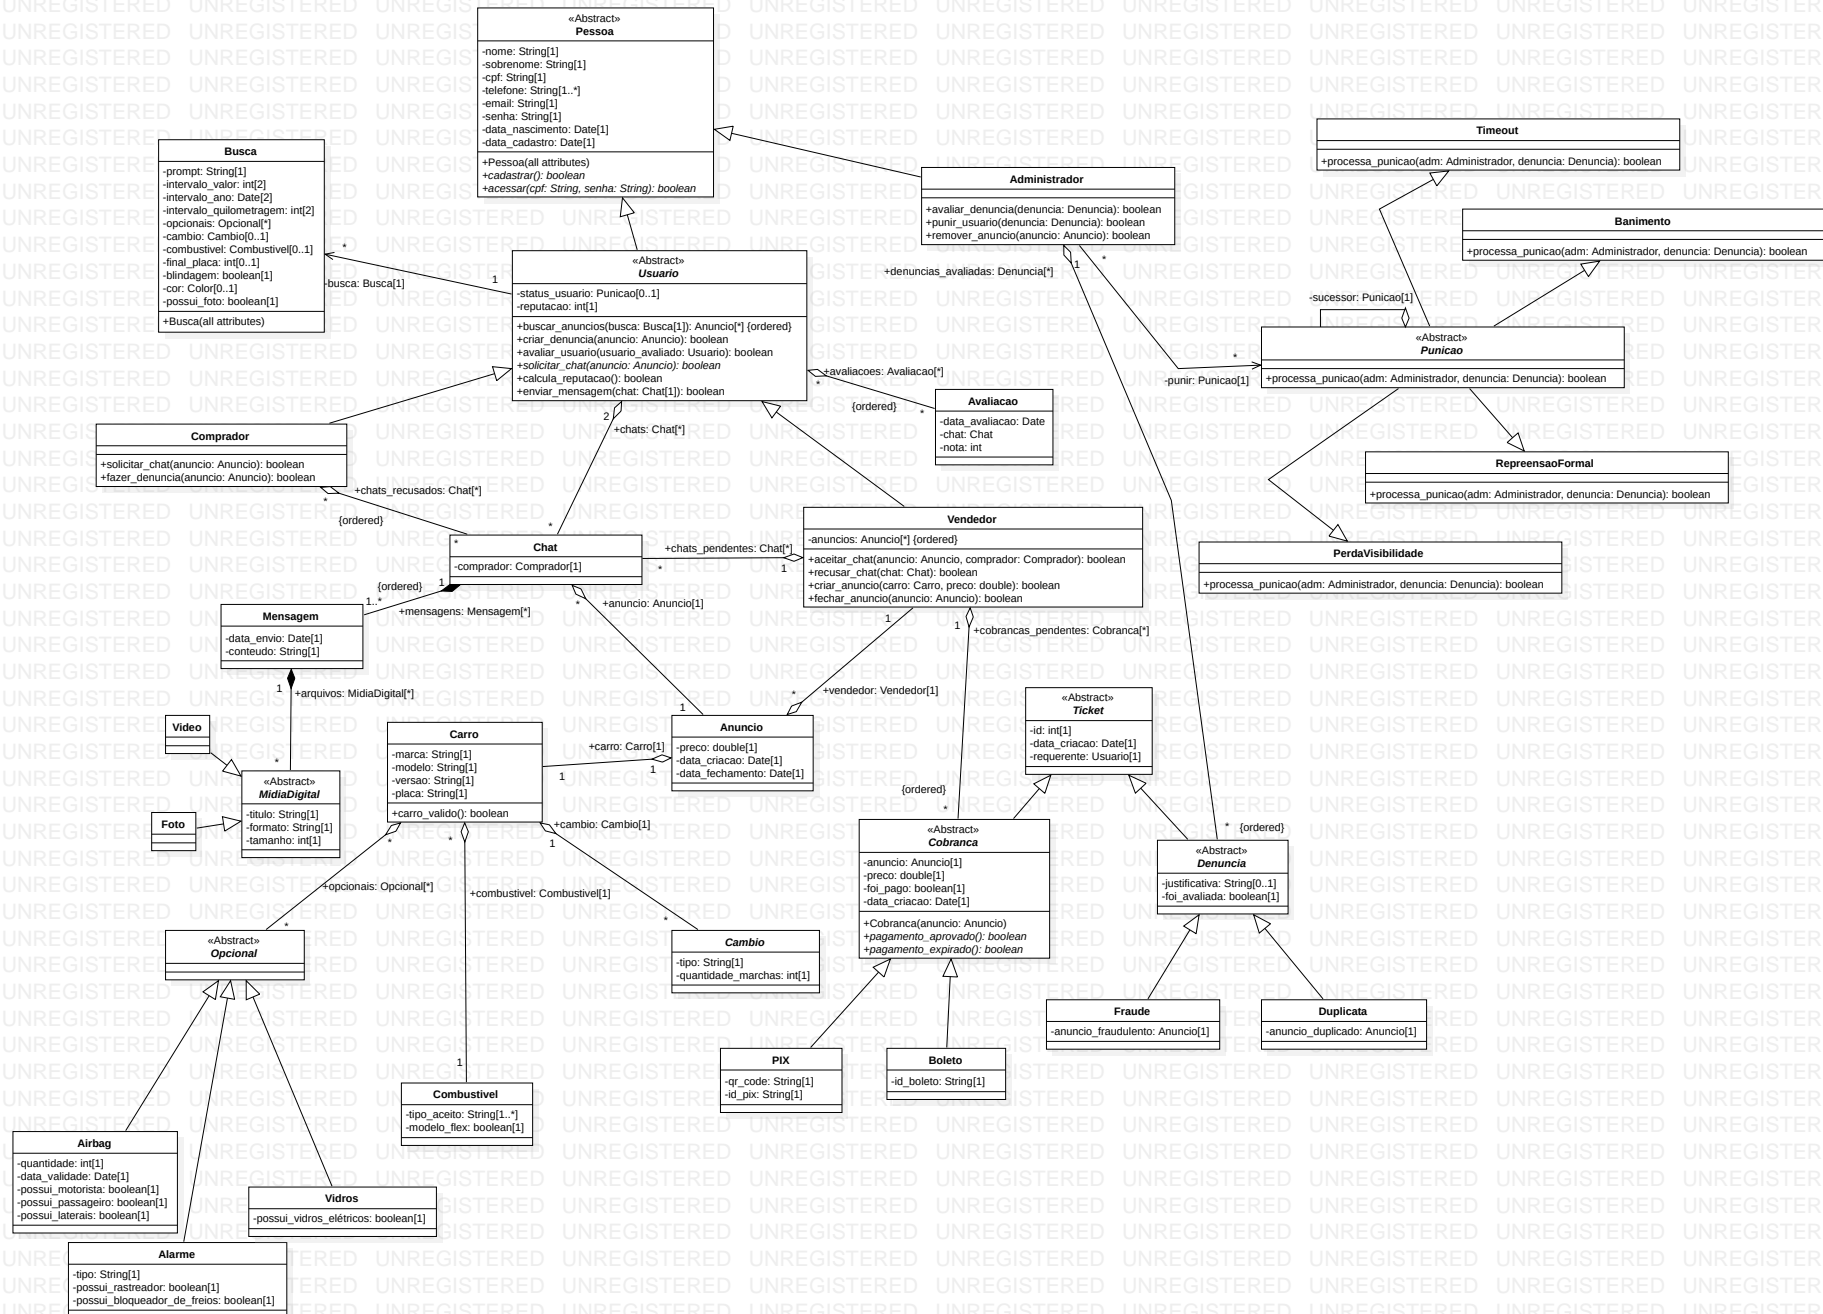 «Abstract»
Pessoa
-nome: String[1]
-sobrenome: String[1]
-cpf: String[1]
-telefone: String[1..*]
-email: String[1]
-senha: String[1]
-data_nascimento: Date[1]
-data_cadastro: Date[1]
+Pessoa(all attributes)
+cadastrar(): boolean
+acessar(cpf: String, senha: String): boolean
Busca
-prompt: String[1]
-intervalo_valor: int[2]
-intervalo_ano: Date[2]
-intervalo_quilometragem: int[2]
-opcionais: Opcional[*]
-cambio: Cambio[0..1]
-combustivel: Combustivel[0..1]
-final_placa: int[0..1]
-blindagem: boolean[1]
-cor: Color[0..1]
-possui_foto: boolean[1]
+Busca(all attributes)
*
-busca: Busca[1]
1
Administrador
+avaliar_denuncia(denuncia: Denuncia): boolean
+punir_usuario(denuncia: Denuncia): boolean
+remover_anuncio(anuncio: Anuncio): boolean
+denuncias_avaliadas: Denuncia[*]
1
*
Timeout
+processa_punicao(adm: Administrador, denuncia: Denuncia): boolean
Banimento
+processa_punicao(adm: Administrador, denuncia: Denuncia): boolean
-sucessor: Punicao[1]
«Abstract»
Punicao
+processa_punicao(adm: Administrador, denuncia: Denuncia): boolean
*
-punir: Punicao[1]
RepreensaoFormal
+processa_punicao(adm: Administrador, denuncia: Denuncia): boolean
PerdaVisibilidade
+processa_punicao(adm: Administrador, denuncia: Denuncia): boolean
«Abstract»
Usuario
-status_usuario: Punicao[0..1]
-reputacao: int[1]
+buscar_anuncios(busca: Busca[1]): Anuncio[*] {ordered}
+criar_denuncia(anuncio: Anuncio): boolean
+avaliar_usuario(usuario_avaliado: Usuario): boolean
+solicitar_chat(anuncio: Anuncio): boolean
+calcula_reputacao(): boolean
+enviar_mensagem(chat: Chat[1]): boolean
+avaliacoes: Avaliacao[*]
*
{ordered}
*
Avaliacao
-data_avaliacao: Date
-chat: Chat
-nota: int
2
+chats: Chat[*]
*
Comprador
+solicitar_chat(anuncio: Anuncio): boolean
+fazer_denuncia(anuncio: Anuncio): boolean
+chats_recusados: Chat[*]
*
{ordered}
*
Chat
-comprador: Comprador[1]
+chats_pendentes: Chat[*]
*
1
Vendedor
-anuncios: Anuncio[*] {ordered}
+aceitar_chat(anuncio: Anuncio, comprador: Comprador): boolean
+recusar_chat(chat: Chat): boolean
+criar_anuncio(carro: Carro, preco: double): boolean
+fechar_anuncio(anuncio: Anuncio): boolean
{ordered}
1
1..*
+mensagens: Mensagem[*]
*
+anuncio: Anuncio[1]
1
1
*
+vendedor: Vendedor[1]
1
+cobrancas_pendentes: Cobranca[*]
{ordered}
*
Mensagem
-data_envio: Date[1]
-conteudo: String[1]
1
+arquivos: MidiaDigital[*]
*
Video
Foto
«Abstract»
MidiaDigital
-titulo: String[1]
-formato: String[1]
-tamanho: int[1]
Carro
-marca: String[1]
-modelo: String[1]
-versao: String[1]
-placa: String[1]
+carro_valido(): boolean
+carro: Carro[1]
1
1
Anuncio
-preco: double[1]
-data_criacao: Date[1]
-data_fechamento: Date[1]
«Abstract»
Ticket
-id: int[1]
-data_criacao: Date[1]
-requerente: Usuario[1]
*
+opcionais: Opcional[*]
*
*
+combustivel: Combustivel[1]
1
+cambio: Cambio[1]
1
*
«Abstract»
Cobranca
-anuncio: Anuncio[1]
-preco: double[1]
-foi_pago: boolean[1]
-data_criacao: Date[1]
+Cobranca(anuncio: Anuncio)
+pagamento_aprovado(): boolean
+pagamento_expirado(): boolean
*
{ordered}
«Abstract»
Denuncia
-justificativa: String[0..1]
-foi_avaliada: boolean[1]
«Abstract»
Opcional
Cambio
-tipo: String[1]
-quantidade_marchas: int[1]
Fraude
-anuncio_fraudulento: Anuncio[1]
Duplicata
-anuncio_duplicado: Anuncio[1]
PIX
-qr_code: String[1]
-id_pix: String[1]
Boleto
-id_boleto: String[1]
Combustivel
-tipo_aceito: String[1..*]
-modelo_flex: boolean[1]
Airbag
-quantidade: int[1]
-data_validade: Date[1]
-possui_motorista: boolean[1]
-possui_passageiro: boolean[1]
-possui_laterais: boolean[1]
Vidros
-possui_vidros_elétricos: boolean[1]
Alarme
-tipo: String[1]
-possui_rastreador: boolean[1]
-possui_bloqueador_de_freios: boolean[1]
UNREGISTERED